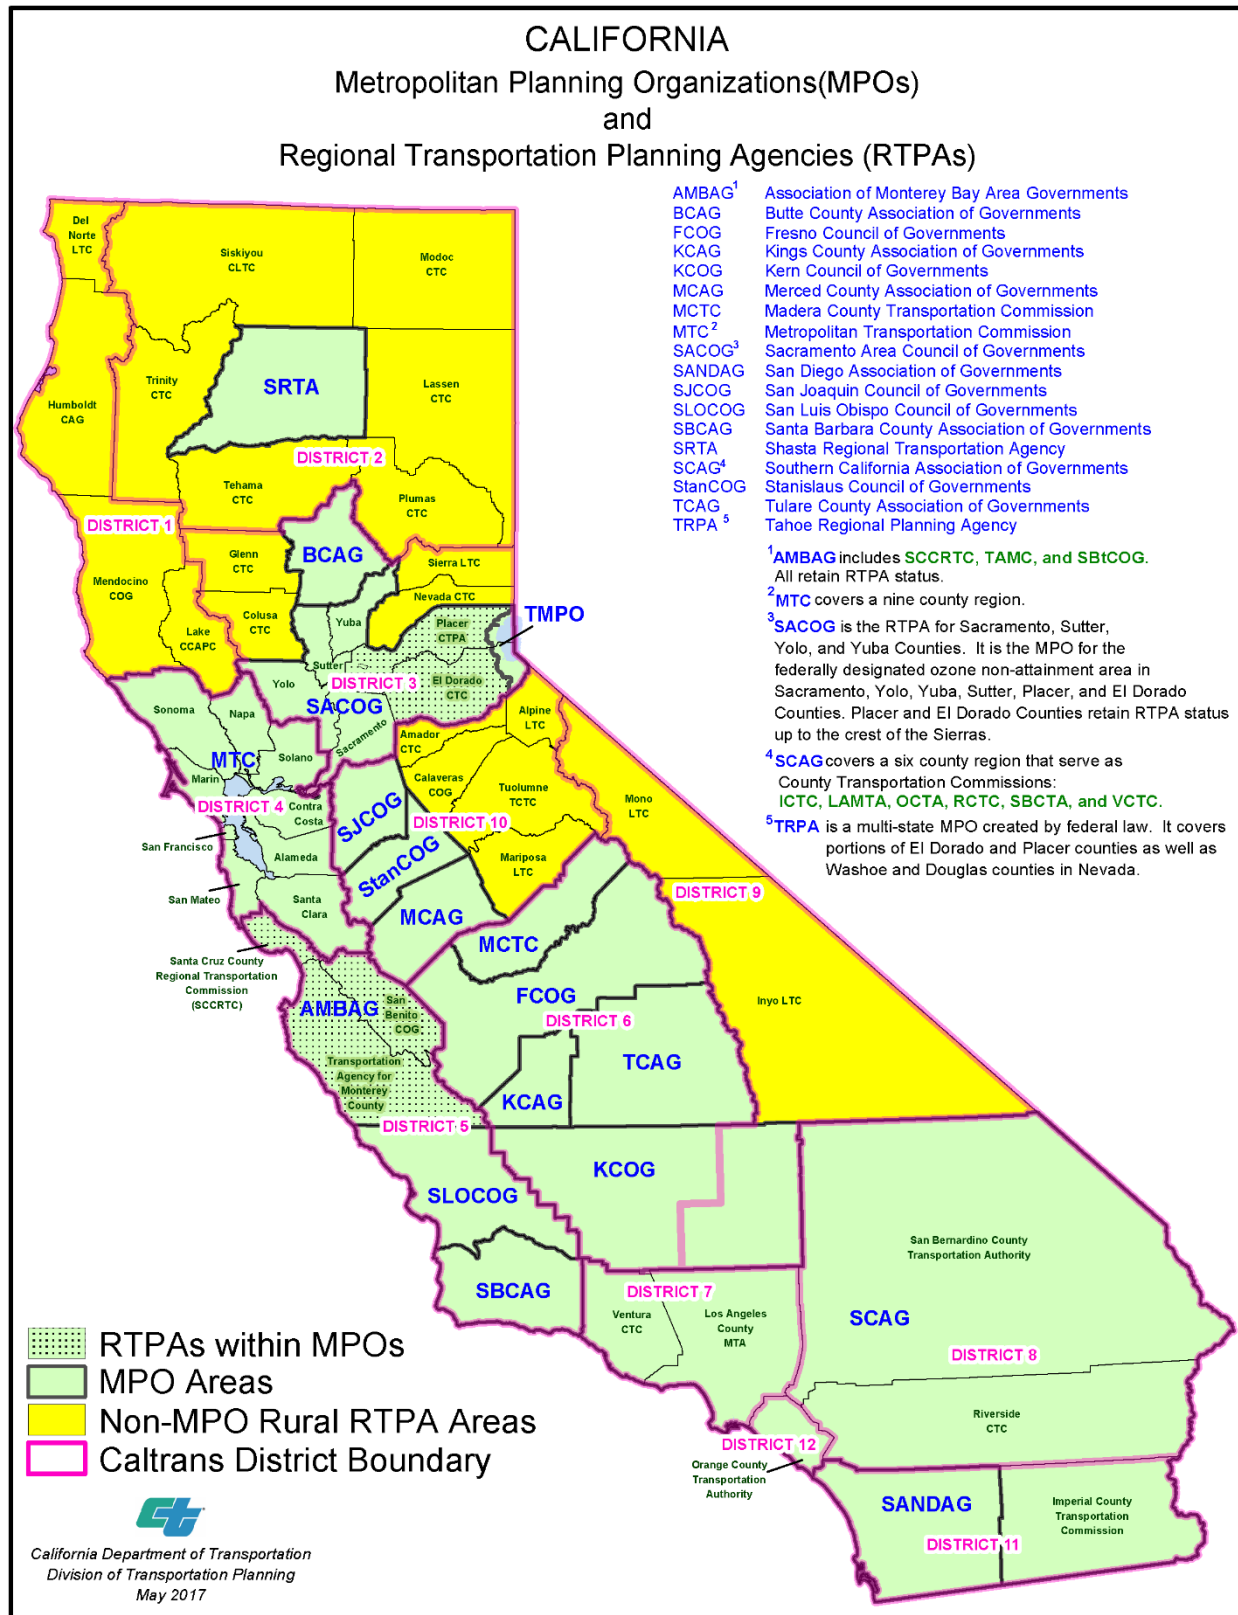 CALIFORNIA
Metropolitan Planning Organizations(MPOs)
and
Regional Transportation Planning Agencies (RTPAs)
AMBAG1 Association of Monterey Bay Area Governments
BCAG Butte County Association of Governments
FCOG Fresno Council of Governments
KCAG Kings County Association of Governments
KCOG Kern Council of Governments
MCAG Merced County Association of Governments
MCTC Madera County Transportation Commission
MTC 2 Metropolitan Transportation Commission
SACOG3 Sacramento Area Council of Governments
SANDAG San Diego Association of Governments
SJCOG San Joaquin Council of Governments
SLOCOG San Luis Obispo Council of Governments
SBCAG Santa Barbara County Association of Governments
SRTA Shasta Regional Transportation Agency
SCAG4 Southern California Association of Governments
StanCOG Stanislaus Council of Governments
TCAG Tulare County Association of Governments
TRPA 5 Tahoe Regional Planning Agency
1AMBAG includes SCCRTC, TAMC, and SBtCOG.
All retain RTPA status.
2MTC covers a nine county region.
3SACOG is the RTPA for Sacramento, Sutter,
Yolo, and Yuba Counties. It is the MPO for the
federally designated ozone non-attainment area in
Sacramento, Yolo, Yuba, Sutter, Placer, and El Dorado
Counties. Placer and El Dorado Counties retain RTPA status
up to the crest of the Sierras.
4 SCAG covers a six county region that serve as
County Transportation Commissions:
ICTC, LAMTA, OCTA, RCTC, SBCTA, and VCTC.
5TRPA is a multi-state MPO created by federal law. It covers
portions of El Dorado and Placer counties as well as
Washoe and Douglas counties in Nevada.
Del
Norte
LTC
Siskiyou
CLTC
Modoc
CTC
Humboldt
CAG
Trinity
CTC
SRTA
Lassen
CTC
DISTRICT 2
Tehama
CTC
Plumas
CTC
DISTRICT 1
BCAG
Glenn
CTC
Sierra LTC
Mendocino
COG
Nevada CTC
Lake
CCAPC
Colusa
CTC
Yuba
Placer
CTPA
TMPO
Sutter
Yolo
DISTRICT 3
El Dorado
CTC
SACOG
Sacramento
Sonoma
Napa
Solano
MTC
Marin
DISTRICT 4
Contra
Costa
San Francisco
Alameda
San Mateo
Santa
Clara
Alpine
LTC
Amador
CTC
Calaveras
COG
Tuolumne
TCTC
Mono
LTC
SJCOG
DISTRICT 10
StanCOG
Mariposa
LTC
MCAG
DISTRICT 9
MCTC
Santa Cruz County
Regional Transportation
Commission
(SCCRTC)
AMBAG
San
Benito
COG
FCOG
Inyo LTC
DISTRICT 6
Transportation
Agency for
Monterey
County
TCAG
KCAG
DISTRICT 5
KCOG
SLOCOG
San Bernardino County
Transportation Authority
SBCAG
DISTRICT 7
Ventura
CTC
Los Angeles
County
MTA
SCAG
DISTRICT 8
Riverside
CTC
DISTRICT 12
Orange County
Transportation
Authority
SANDAG
Imperial County
Transportation
Commission
DISTRICT 11
RTPAs within MPOs
MPO Areas
Non-MPO Rural RTPA Areas
Caltrans District Boundary
ct
California Department of Transportation
Division of Transportation Planning
May 2017